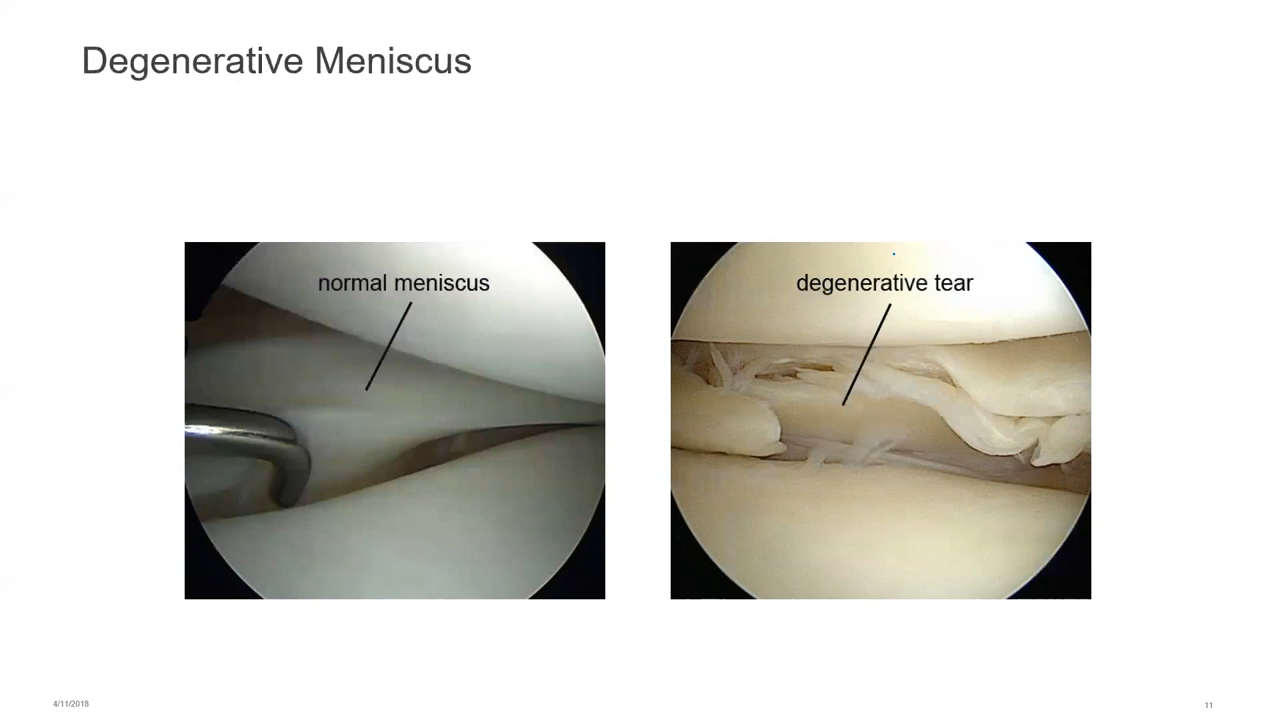 Degenerative Meniscus
normal meniscus
degenerative tear
4/11/2018
11